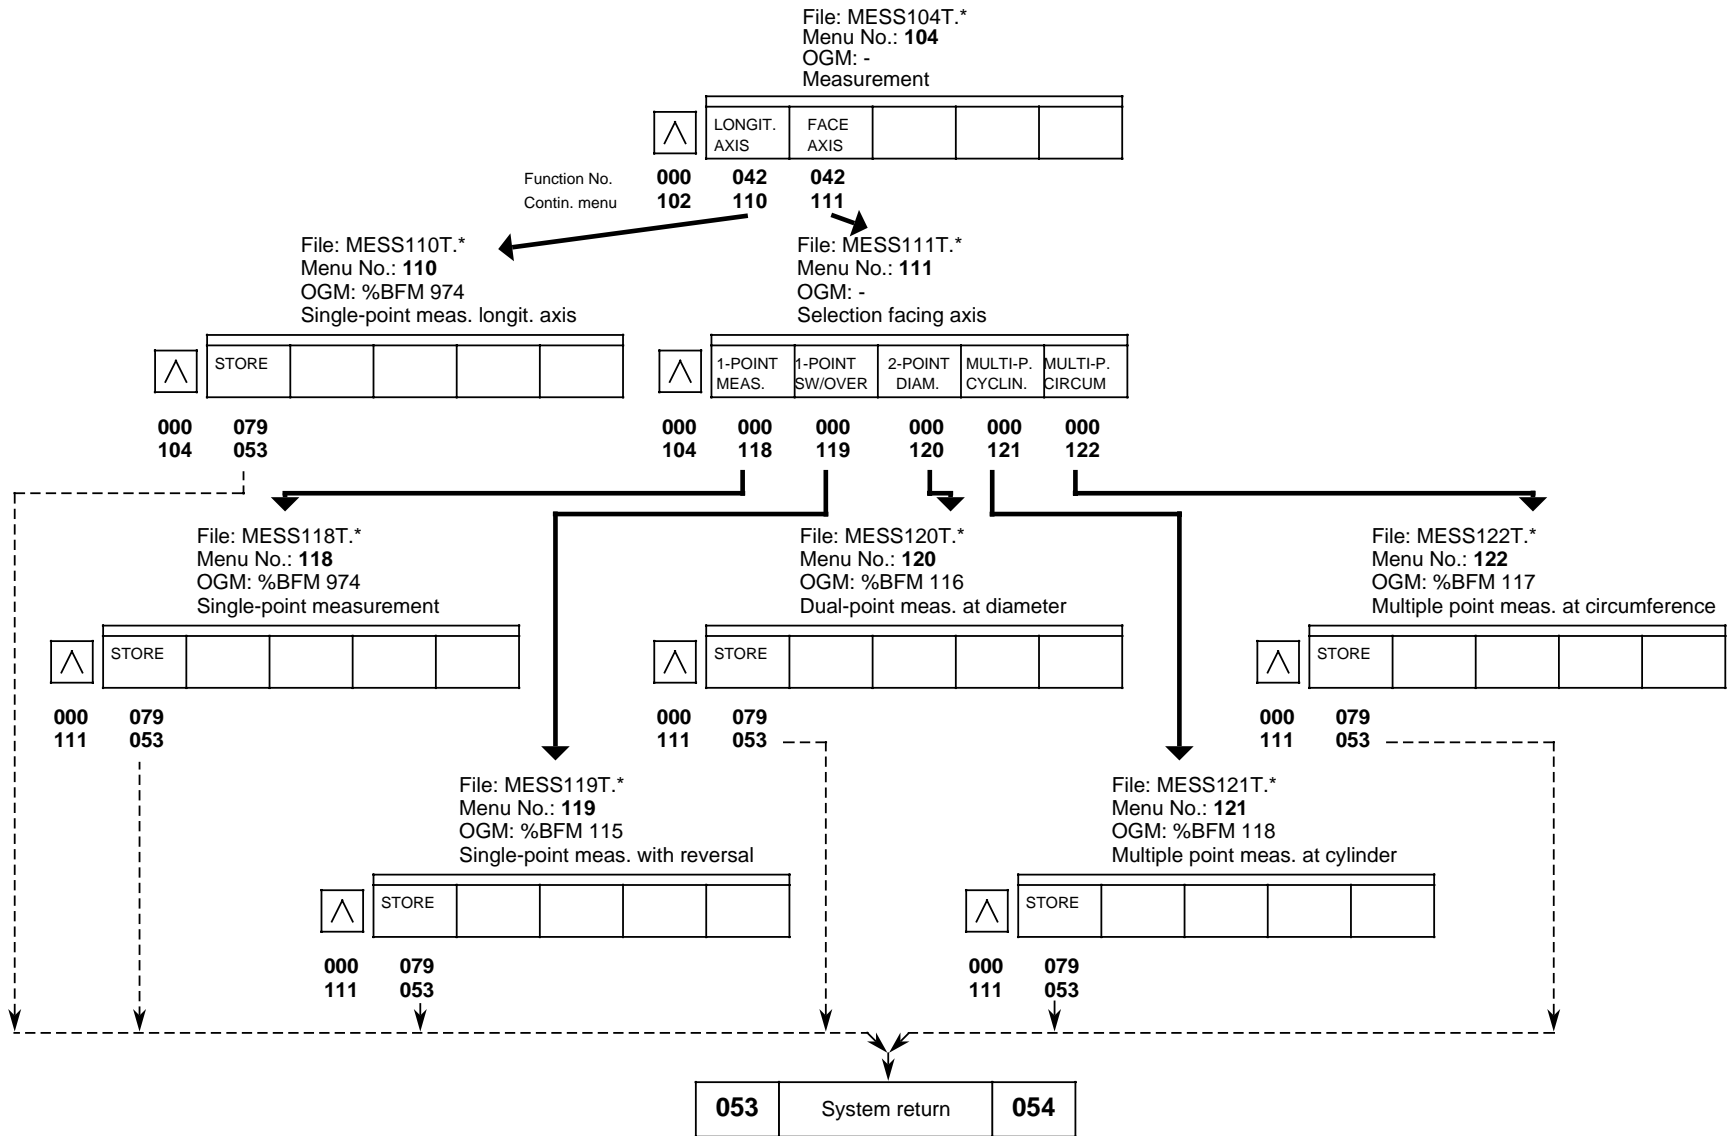 File: MESS104T.*
Menu No.: 104
OGM: -
Measurement
LONGIT. FACE
AXIS AXIS
Function No. 000 042 042
Contin. menu 102 110 111
File: MESS110T.*
Menu No.: 110
OGM: %BFM 974
Single-point meas. longit. axis
STORE
000 079
104 053
File: MESS111T.*
Menu No.: 111
OGM: -
Selection facing axis
1-POINT 1-POINT 2-POINT MULTI-P. MULTI-P.
MEAS. SW/OVER DIAM. CYCLIN. CIRCUM
000 000 000 000 000 000
104 118 119 120 121 122
File: MESS118T.*
Menu No.: 118
OGM: %BFM 974
Single-point measurement
STORE
000 079
111 053
File: MESS120T.*
Menu No.: 120
OGM: %BFM 116
Dual-point meas. at diameter
STORE
000 079
111 053
File: MESS122T.*
Menu No.: 122
OGM: %BFM 117
Multiple point meas. at circumference
STORE
000 079
111 053
File: MESS119T.*
Menu No.: 119
OGM: %BFM 115
Single-point meas. with reversal
STORE
000 079
111 053
File: MESS121T.*
Menu No.: 121
OGM: %BFM 118
Multiple point meas. at cylinder
STORE
000 079
111 053
053 System return 054